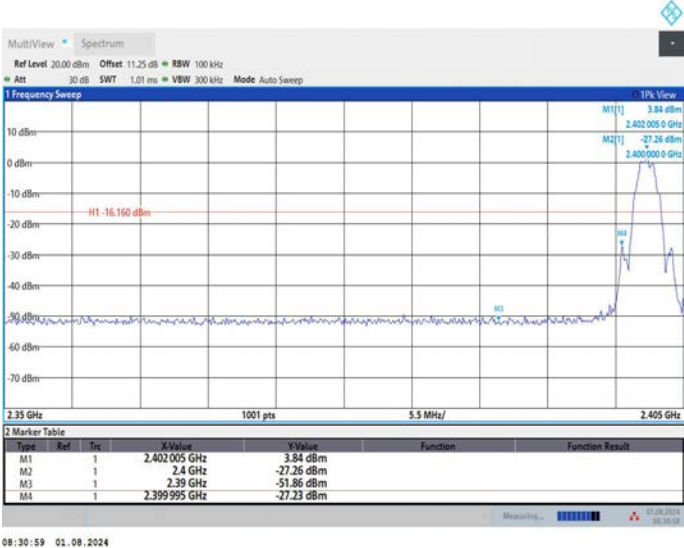 MultiView Spectrum
Ref Level 20.00 dBm Offset 11.25 dB RBW 100 kHz
Att 30 dB SWT 1.01 ms VBW 300 kHz Mode Auto Sweep
1 Frequency Sweep 1Pk View
M1[1] 3.84 dBm
2.402 005 0 GHz
M2[1] -27.26 dBm
2.400 000 0 GHz
10 dBm
0 dBm
-10 dBm
H1 -16.160 dBm
-20 dBm
M4
-30 dBm
-40 dBm
M3
-50 dBm
-60 dBm
-70 dBm
2.35 GHz 1001 pts 5.5 MHz/ 2.405 GHz
2 Marker Table
Type Ref Trc X-Value Y-Value Function Function Result
M1 1 2.402 005 GHz 3.84 dBm
M2 1 2.4 GHz -27.26 dBm
M3 1 2.39 GHz -51.86 dBm
M4 1 2.399 995 GHz -27.23 dBm
Measuring... 01.08.2024
08:30:58
08:30:59 01.08.2024